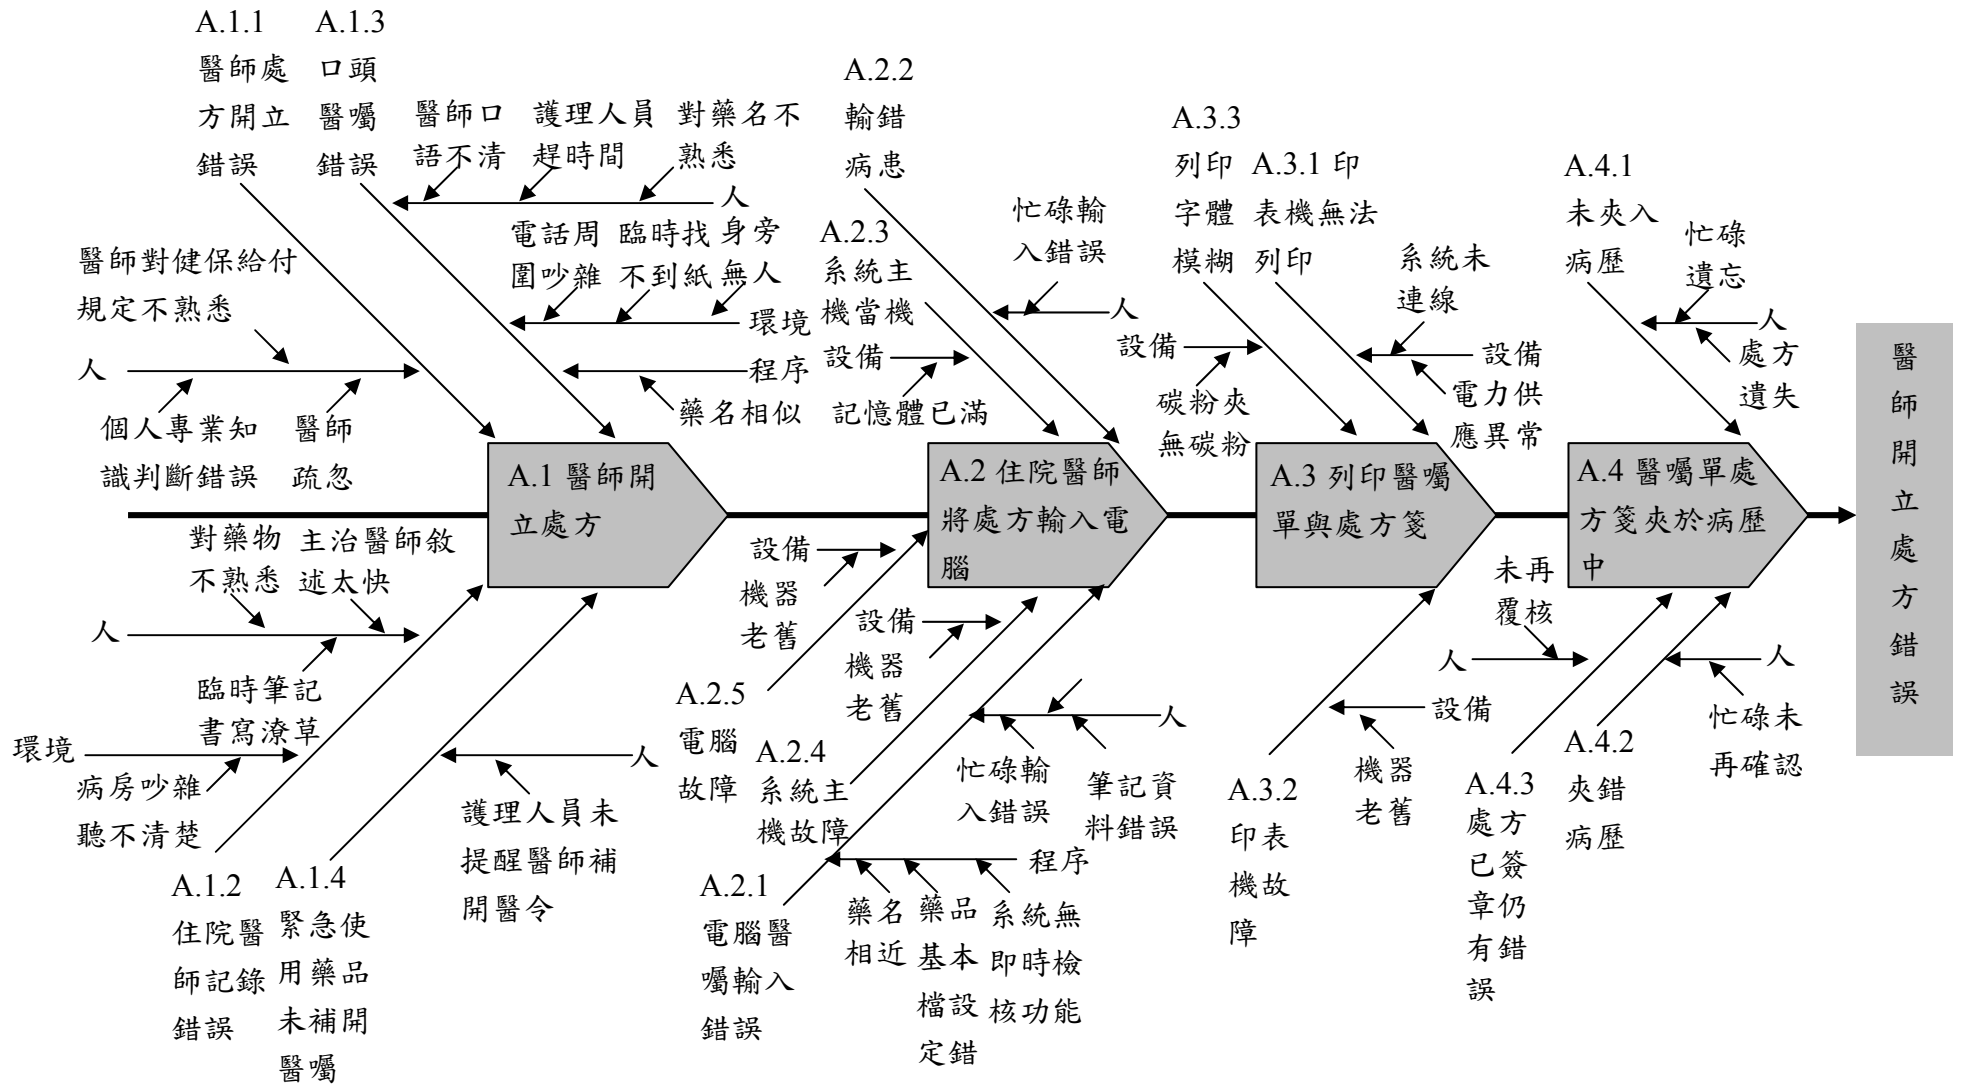 A.1.1
醫師處
方開立
錯誤
A.1.3
口頭
醫囑
錯誤
醫師口
語不清
護理人員
趕時間
對藥名不
熟悉
人
電話周
圍吵雜
臨時找
不到紙
身旁
無人
環境
程序
藥名相似
醫師對健保給付
規定不熟悉
人
個人專業知
識判斷錯誤
醫師
疏忽
A.2.2
輸錯
病患
忙碌輸
入錯誤
人
A.2.3
系統主
機當機
設備
記憶體已滿
A.3.3
列印
字體
模糊
設備
碳粉夾
無碳粉
A.3.1 印
表機無法
列印
系統未
連線
設備
電力供
應異常
A.4.1
未夾入
病歷
忙碌
遺忘
人
處方
遺失
A.1 醫師開
立處方
A.2 住院醫師
將處方輸入電
腦
A.3 列印醫囑
單與處方箋
A.4 醫囑單處
方箋夾於病歷
中
醫師開立處方錯誤
對藥物
不熟悉
主治醫師敘
述太快
人
臨時筆記
書寫潦草
環境
病房吵雜
聽不清楚
A.1.2
住院醫
師記錄
錯誤
A.1.4
緊急使
用藥品
未補開
醫囑
人
護理人員未
提醒醫師補
開醫令
設備
機器
老舊
A.2.5
電腦
故障
設備
機器
老舊
A.2.4
系統主
機故障
人
忙碌輸
入錯誤
筆記資
料錯誤
程序
藥名
相近
藥品
基本
檔設
定錯
系統無
即時檢
核功能
A.2.1
電腦醫
囑輸入
錯誤
設備
機器
老舊
A.3.2
印表
機故
障
未再
覆核
人
A.4.3
處方
已簽
章仍
有錯
誤
人
忙碌未
再確認
A.4.2
夾錯
病歷